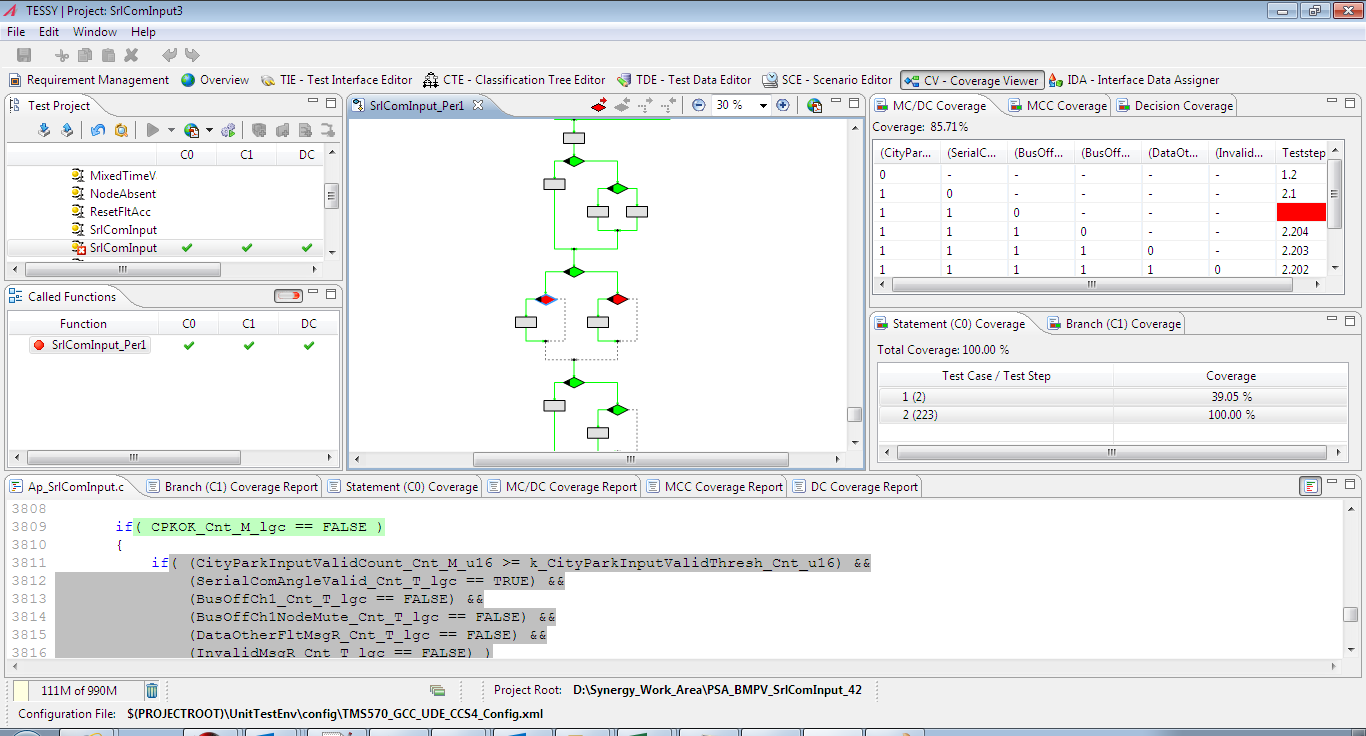 TESSY | Project: SrlComInput3
File Edit Window Help
Requirement Management Overview TIE - Test Interface Editor CTE - Classification Tree Editor TDE - Test Data Editor SCE - Scenario Editor CV - Coverage Viewer IDA - Interface Data Assigner
Test Project
C0 C1 DC
MixedTimeV
NodeAbsent
ResetFltAcc
SrlComInput
SrlComInput
Called Functions
Function C0 C1 DC
SrlComInput_Per1
SrlComInput_Per1
30 %
MC/DC Coverage MCC Coverage Decision Coverage
Coverage: 85.71%
(CityPar... (SerialC... (BusOff... (BusOff... (DataOt... (Invalid... Teststep
0 - - - - - 1.2
1 0 - - - - 2.1
1 1 0 - - -
1 1 1 0 - - 2.204
1 1 1 1 0 - 2.203
1 1 1 1 1 0 2.202
Statement (C0) Coverage Branch (C1) Coverage
Total Coverage: 100.00 %
Test Case / Test Step Coverage
1 (2) 39.05 %
2 (223) 100.00 %
Ap_SrlComInput.c Branch (C1) Coverage Report Statement (C0) Coverage MC/DC Coverage Report MCC Coverage Report DC Coverage Report
3808
3809 if( CPKOK_Cnt_M_lgc == FALSE )
3810 {
3811 if( (CityParkInputValidCount_Cnt_M_u16 >= k_CityParkInputValidThresh_Cnt_u16) &&
3812 (SerialComAngleValid_Cnt_T_lgc == TRUE) &&
3813 (BusOffCh1_Cnt_T_lgc == FALSE) &&
3814 (BusOffCh1NodeMute_Cnt_T_lgc == FALSE) &&
3815 (DataOtherFltMsgR_Cnt_T_lgc == FALSE) &&
3816 (InvalidMsgR_Cnt_T_lgc == FALSE) )
111M of 990M Project Root: D:\Synergy_Work_Area\PSA_BMPV_SrlComInput_42
Configuration File: $(PROJECTROOT)\UnitTestEnv\config\TMS570_GCC_UDE_CCS4_Config.xml